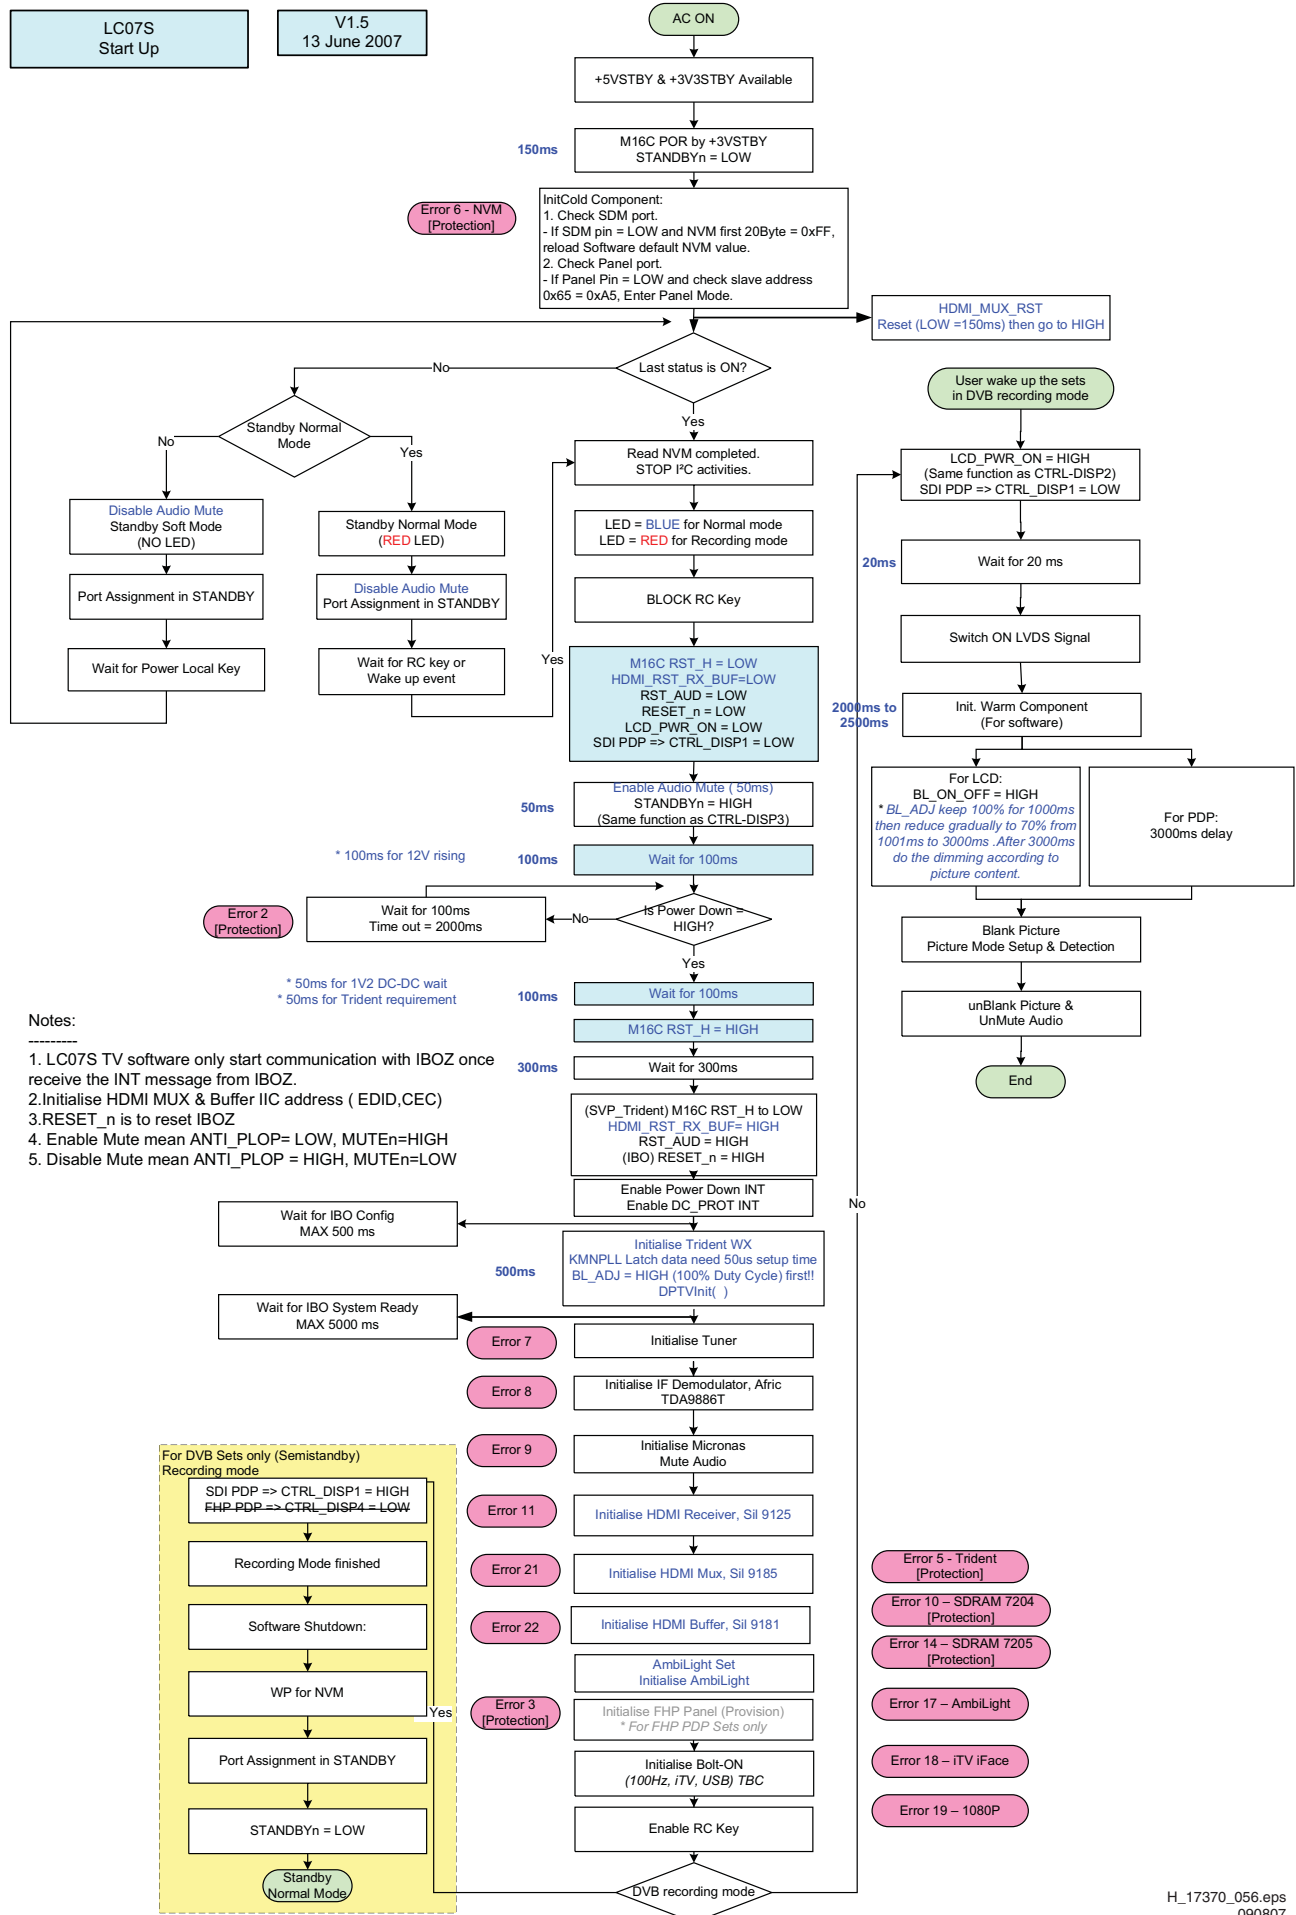 LC07S
Start Up
V1.5
13 June 2007
AC ON
+5VSTBY & +3V3STBY Available
150ms
M16C POR by +3VSTBY
STANDBYn = LOW
Error 6 - NVM
[Protection]
InitCold Component:
1. Check SDM port.
- If SDM pin = LOW and NVM first 20Byte = 0xFF,
reload Software default NVM value.
2. Check Panel port.
- If Panel Pin = LOW and check slave address
0x65 = 0xA5, Enter Panel Mode.
HDMI_MUX_RST
Reset (LOW =150ms) then go to HIGH
Last status is ON?
No
Yes
Standby Normal
Mode
No
Yes
Disable Audio Mute
Standby Soft Mode
(NO LED)
Port Assignment in STANDBY
Wait for Power Local Key
Standby Normal Mode
(RED LED)
Disable Audio Mute
Port Assignment in STANDBY
Wait for RC key or
Wake up event
Yes
Read NVM completed.
STOP I²C activities.
LED = BLUE for Normal mode
LED = RED for Recording mode
BLOCK RC Key
M16C RST_H = LOW
HDMI_RST_RX_BUF=LOW
RST_AUD = LOW
RESET_n = LOW
LCD_PWR_ON = LOW
SDI PDP => CTRL_DISP1 = LOW
50ms
Enable Audio Mute ( 50ms)
STANDBYn = HIGH
(Same function as CTRL-DISP3)
* 100ms for 12V rising
100ms
Wait for 100ms
Error 2
[Protection]
Wait for 100ms
Time out = 2000ms
No
Is Power Down =
HIGH?
Yes
* 50ms for 1V2 DC-DC wait
* 50ms for Trident requirement
100ms
Wait for 100ms
M16C RST_H = HIGH
300ms
Wait for 300ms
(SVP_Trident) M16C RST_H to LOW
HDMI_RST_RX_BUF= HIGH
RST_AUD = HIGH
(IBO) RESET_n = HIGH
Enable Power Down INT
Enable DC_PROT INT
Notes:
---------
1. LC07S TV software only start communication with IBOZ once
receive the INT message from IBOZ.
2.Initialise HDMI MUX & Buffer IIC address ( EDID,CEC)
3.RESET_n is to reset IBOZ
4. Enable Mute mean ANTI_PLOP= LOW, MUTEn=HIGH
5. Disable Mute mean ANTI_PLOP = HIGH, MUTEn=LOW
Wait for IBO Config
MAX 500 ms
500ms
Initialise Trident WX
KMNPLL Latch data need 50us setup time
BL_ADJ = HIGH (100% Duty Cycle) first!!
DPTVInit( )
Wait for IBO System Ready
MAX 5000 ms
Error 7
Initialise Tuner
Error 8
Initialise IF Demodulator, Afric
TDA9886T
Error 9
Initialise Micronas
Mute Audio
Error 11
Initialise HDMI Receiver, Sil 9125
Error 21
Initialise HDMI Mux, Sil 9185
Error 22
Initialise HDMI Buffer, Sil 9181
AmbiLight Set
Initialise AmbiLight
Error 3
[Protection]
Initialise FHP Panel (Provision)
* For FHP PDP Sets only
Initialise Bolt-ON
(100Hz, iTV, USB) TBC
Enable RC Key
DVB recording mode
Yes
No
For DVB Sets only (Semistandby)
Recording mode
SDI PDP => CTRL_DISP1 = HIGH
FHP PDP => CTRL_DISP4 = LOW
Recording Mode finished
Software Shutdown:
WP for NVM
Port Assignment in STANDBY
STANDBYn = LOW
Standby
Normal Mode
User wake up the sets
in DVB recording mode
LCD_PWR_ON = HIGH
(Same function as CTRL-DISP2)
SDI PDP => CTRL_DISP1 = LOW
20ms
Wait for 20 ms
Switch ON LVDS Signal
2000ms to
2500ms
Init. Warm Component
(For software)
For LCD:
BL_ON_OFF = HIGH
* BL_ADJ keep 100% for 1000ms
then reduce gradually to 70% from
1001ms to 3000ms .After 3000ms
do the dimming according to
picture content.
For PDP:
3000ms delay
Blank Picture
Picture Mode Setup & Detection
unBlank Picture &
UnMute Audio
End
Error 5 - Trident
[Protection]
Error 10 – SDRAM 7204
[Protection]
Error 14 – SDRAM 7205
[Protection]
Error 17 – AmbiLight
Error 18 – iTV iFace
Error 19 – 1080P
H_17370_056.eps
090807